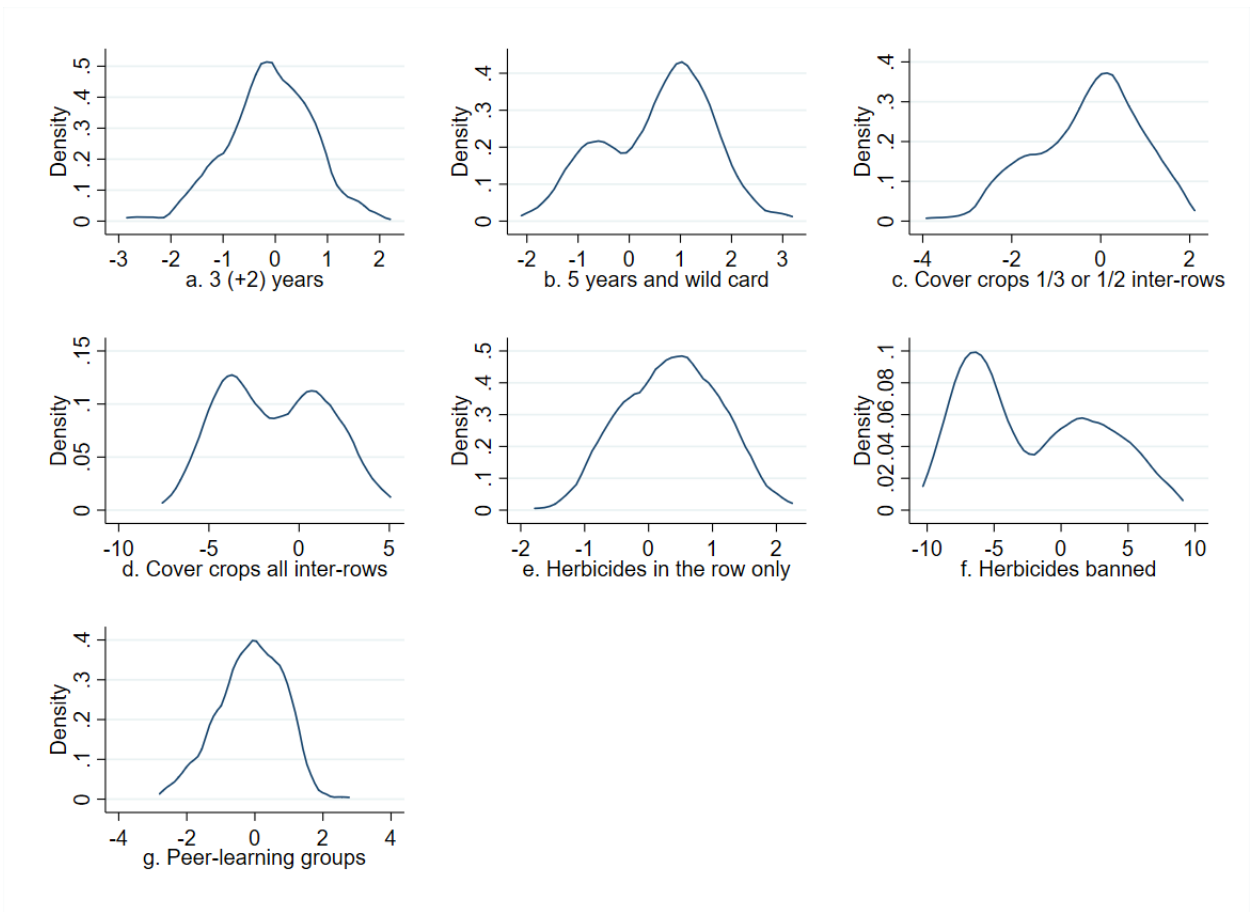 Density
0 .1 .2 .3 .4 .5
-3 -2 -1 0 1 2
a. 3 (+2) years
Density
0 .1 .2 .3 .4
-2 -1 0 1 2 3
b. 5 years and wild card
Density
0 .1 .2 .3 .4
-4 -2 0 2
c. Cover crops 1/3 or 1/2 inter-rows
Density
0 .05 .1 .15
-10 -5 0 5
d. Cover crops all inter-rows
Density
0 .1 .2 .3 .4 .5
-2 -1 0 1 2
e. Herbicides in the row only
Density
0 .02 .04 .06 .08 .1
-10 -5 0 5 10
f. Herbicides banned
Density
0 .1 .2 .3 .4
-4 -2 0 2 4
g. Peer-learning groups